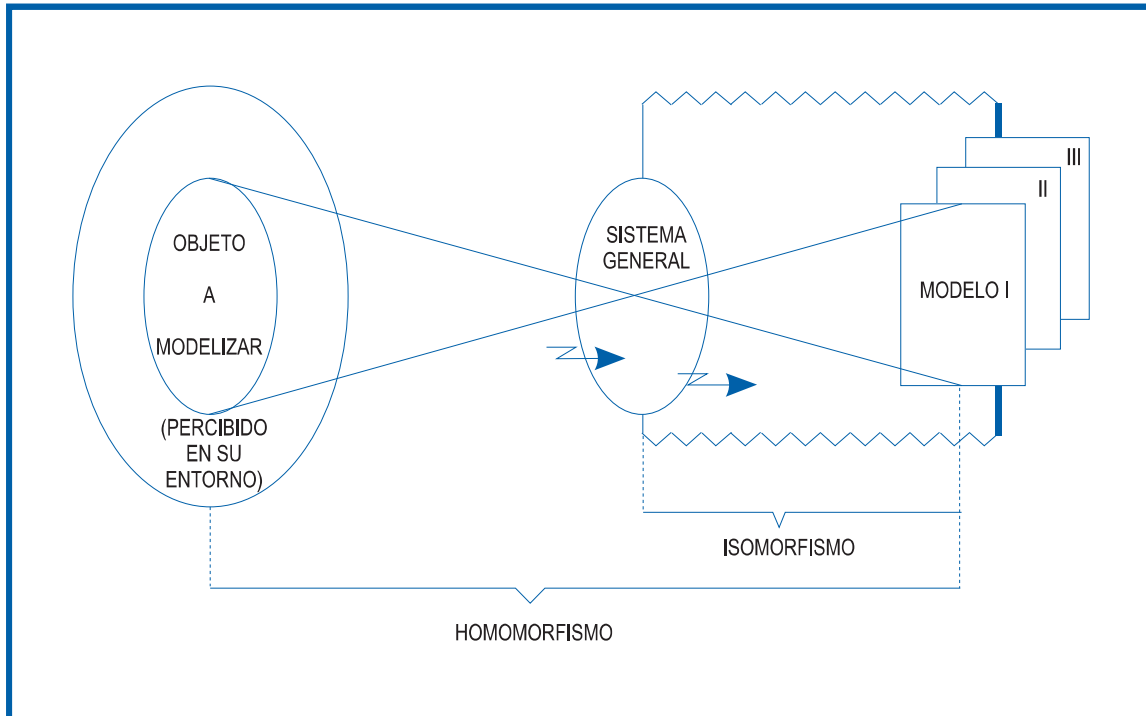 OBJETO
A
MODELIZAR
(PERCIBIDO
EN SU
ENTORNO)
SISTEMA
GENERAL
III
II
MODELO I
ISOMORFISMO
HOMOMORFISMO